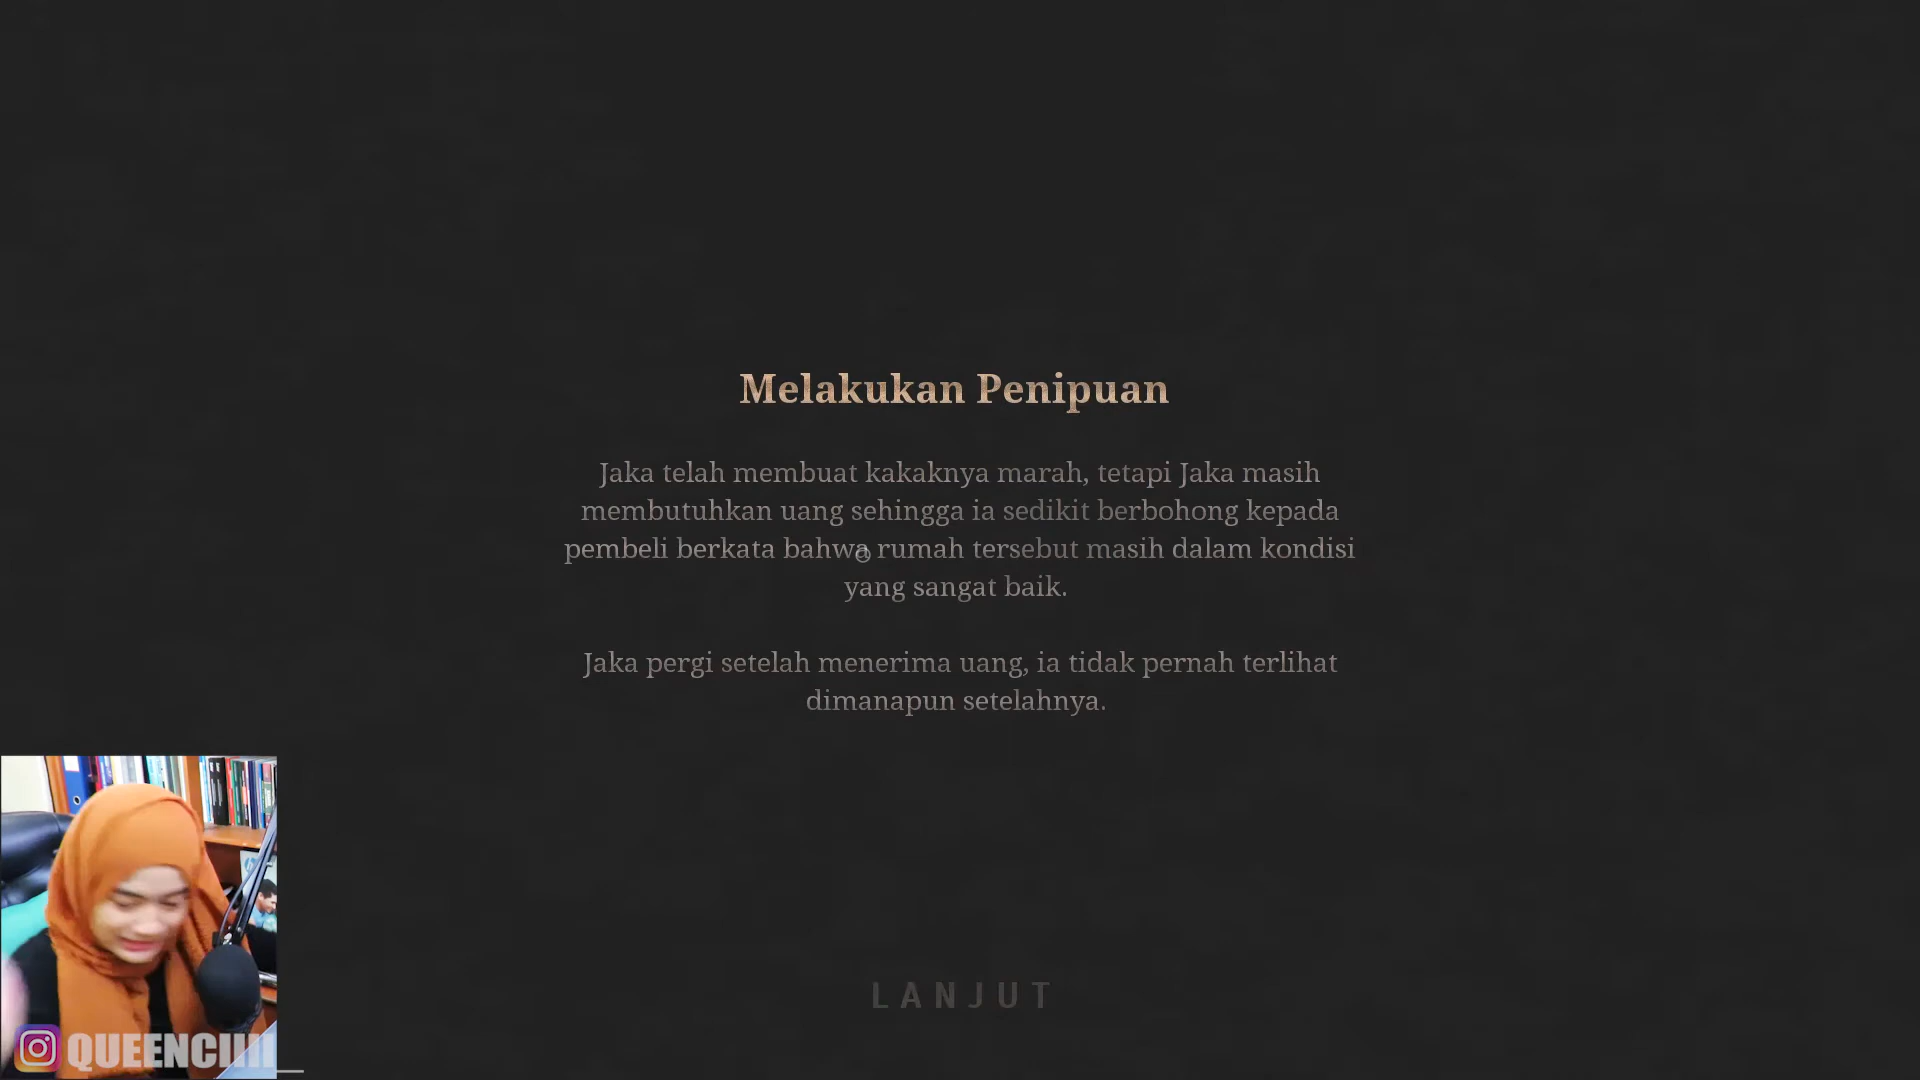 Melakukan Penipuan
Jaka telah membuat kakaknya marah, tetapi Jaka masih
membutuhkan uang sehingga ia sedikit berbohong kepada
pembeli berkata bahwa rumah tersebut masih dalam kondisi
yang sangat baik.
Jaka pergi setelah menerima uang, ia tidak pernah terlihat
dimanapun setelahnya.
LANJUT